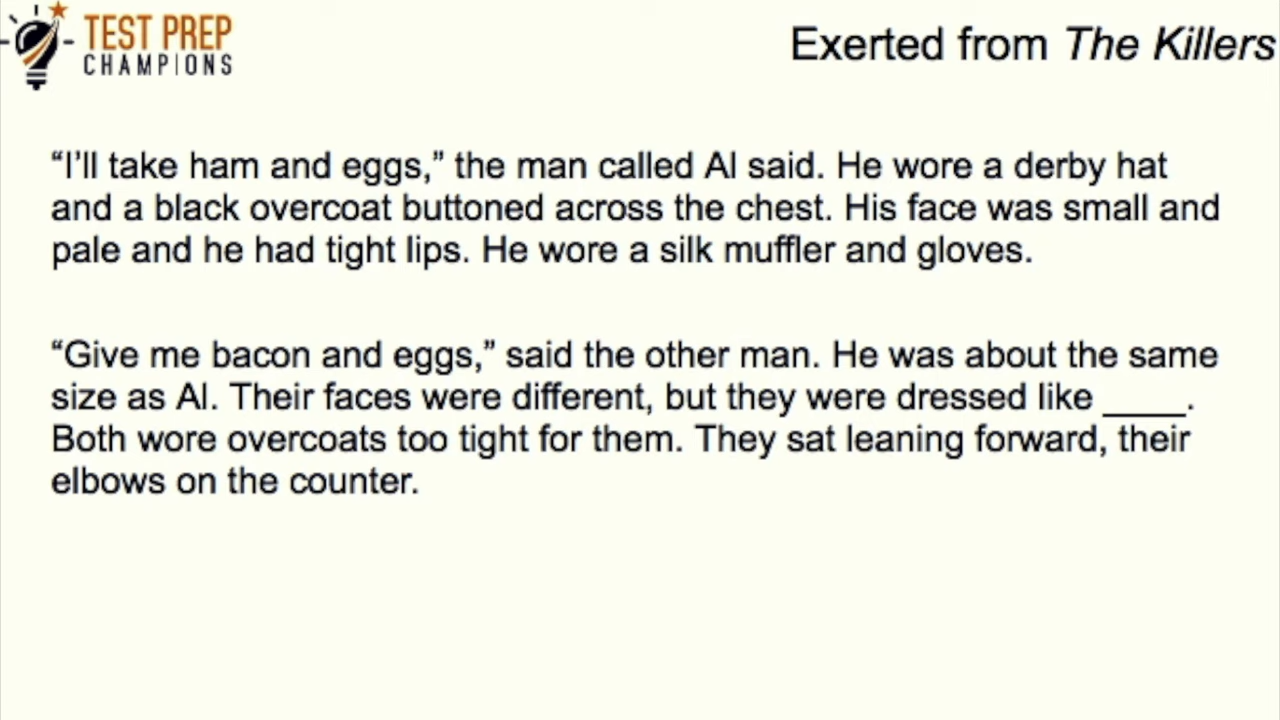 TEST PREP
CHAMPIONS
Exerted from The Killers
“I’ll take ham and eggs,” the man called Al said. He wore a derby hat
and a black overcoat buttoned across the chest. His face was small and
pale and he had tight lips. He wore a silk muffler and gloves.
“Give me bacon and eggs,” said the other man. He was about the same
size as Al. Their faces were different, but they were dressed like ____.
Both wore overcoats too tight for them. They sat leaning forward, their
elbows on the counter.